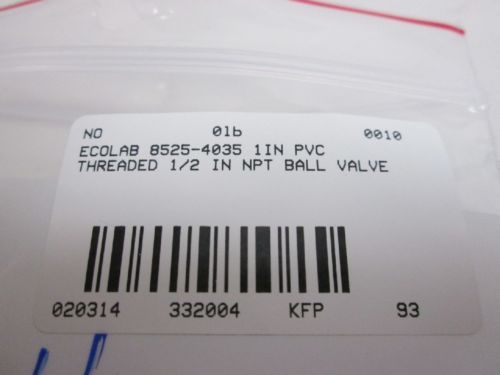 NO 01b 0010
ECOLAB 8525-4035 1IN PVC
THREADED 1/2 IN NPT BALL VALVE
020314 332004 KFP 93